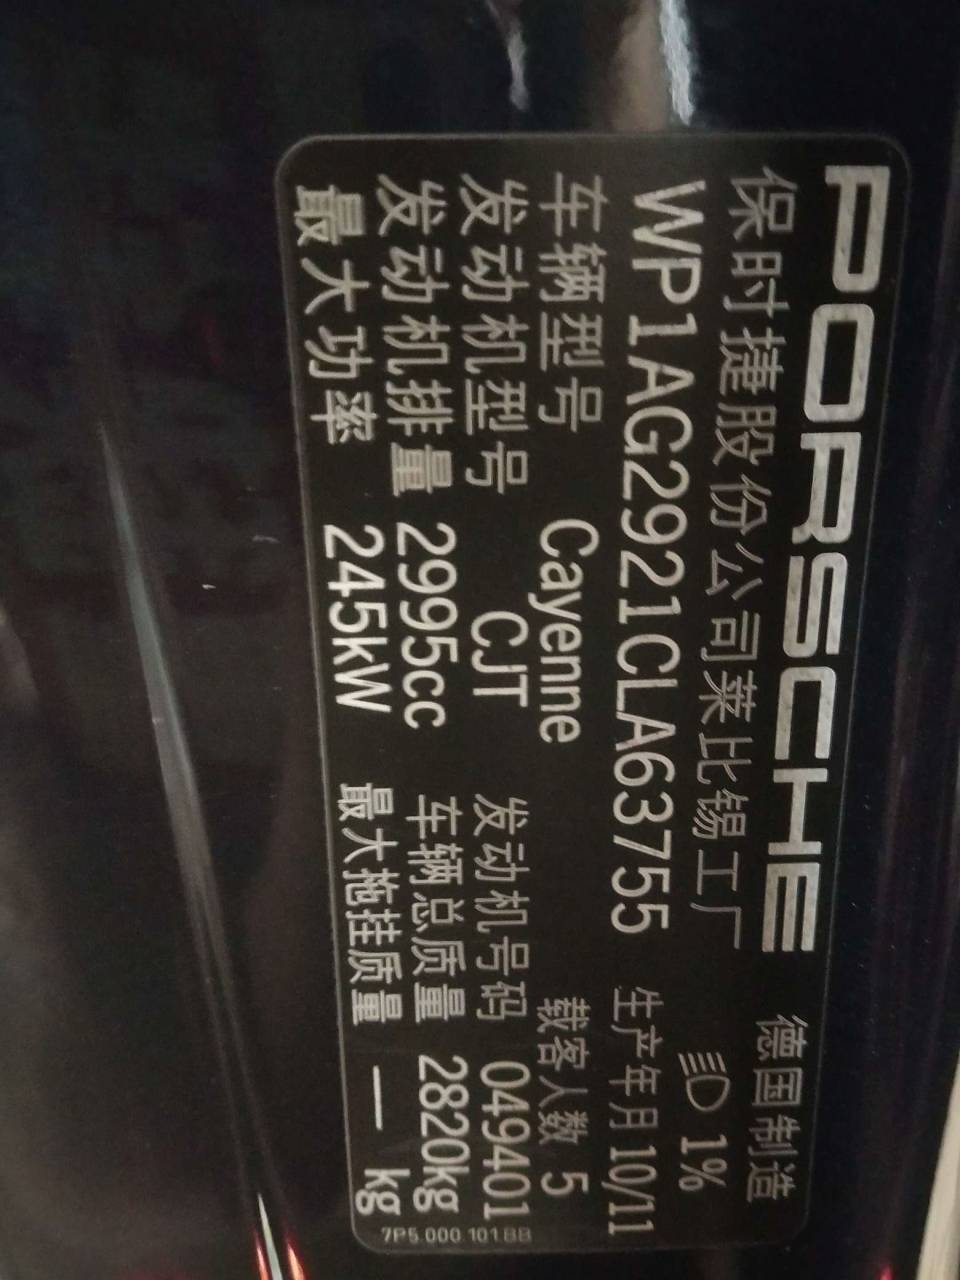 PORSCHE 德国制造
保时捷股份公司莱比锡工厂 1%
WP1AG2921CLA63755 生产年月 10/11
车辆型号 Cayenne 载客人数 5
发动机型号 CJT 发动机号码 049401
发动机排量 2995cc 车辆总质量 2820kg
最大功率 245kW 最大拖挂质量 — kg
7P5.000.101.BB